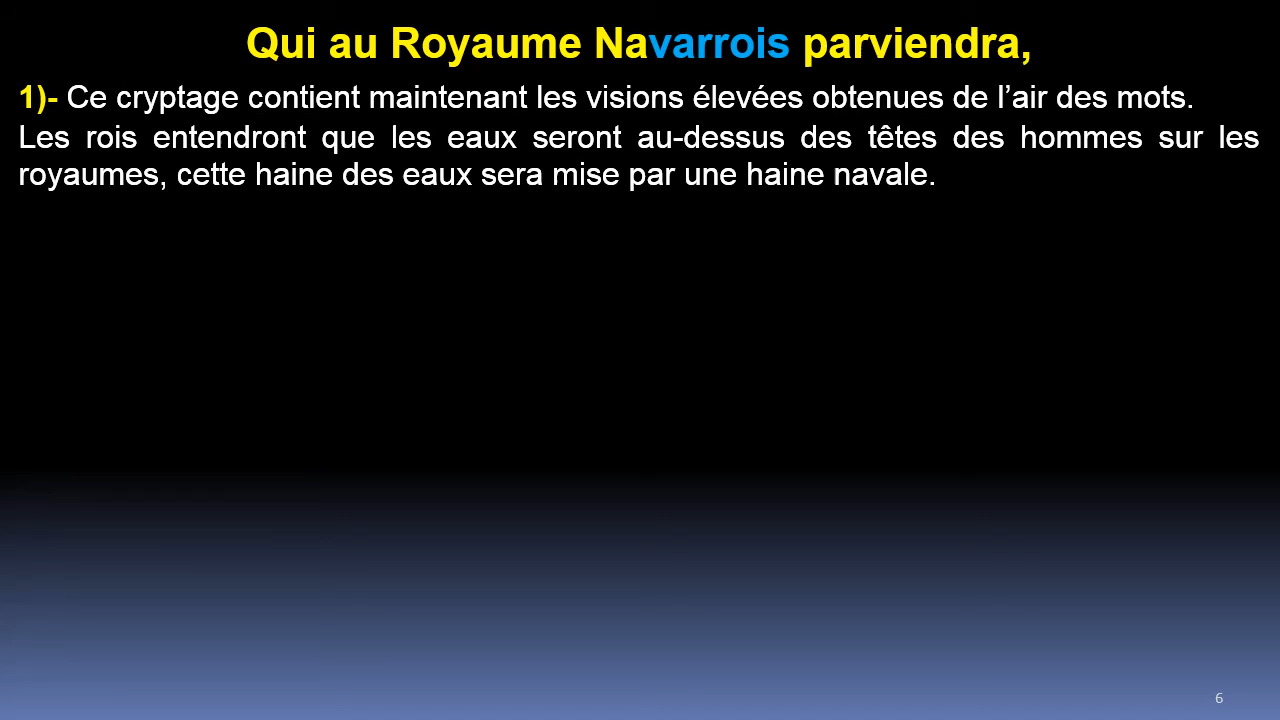 Qui au Royaume Navarrois parviendra,
1)- Ce cryptage contient maintenant les visions élevées obtenues de l’air des mots.
Les rois entendront que les eaux seront au-dessus des têtes des hommes sur les
royaumes, cette haine des eaux sera mise par une haine navale.
6